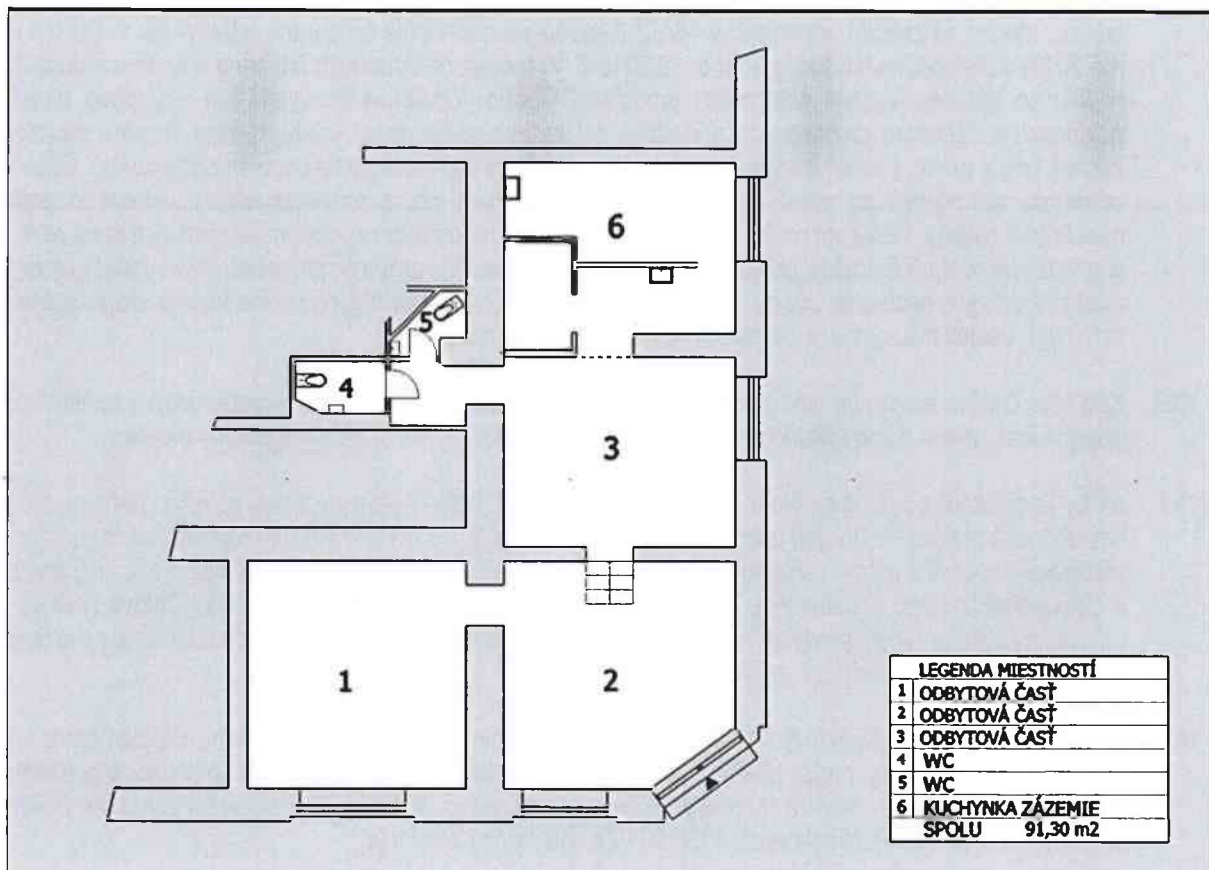 6
5
4
3
1
2
LEGENDA MIESTNOSTÍ
1 ODBYTOVÁ ČASŤ
2 ODBYTOVÁ ČASŤ
3 ODBYTOVÁ ČASŤ
4 WC
5 WC
6 KUCHYNKA ZÁZEMIE
SPOLU 91,30 m2